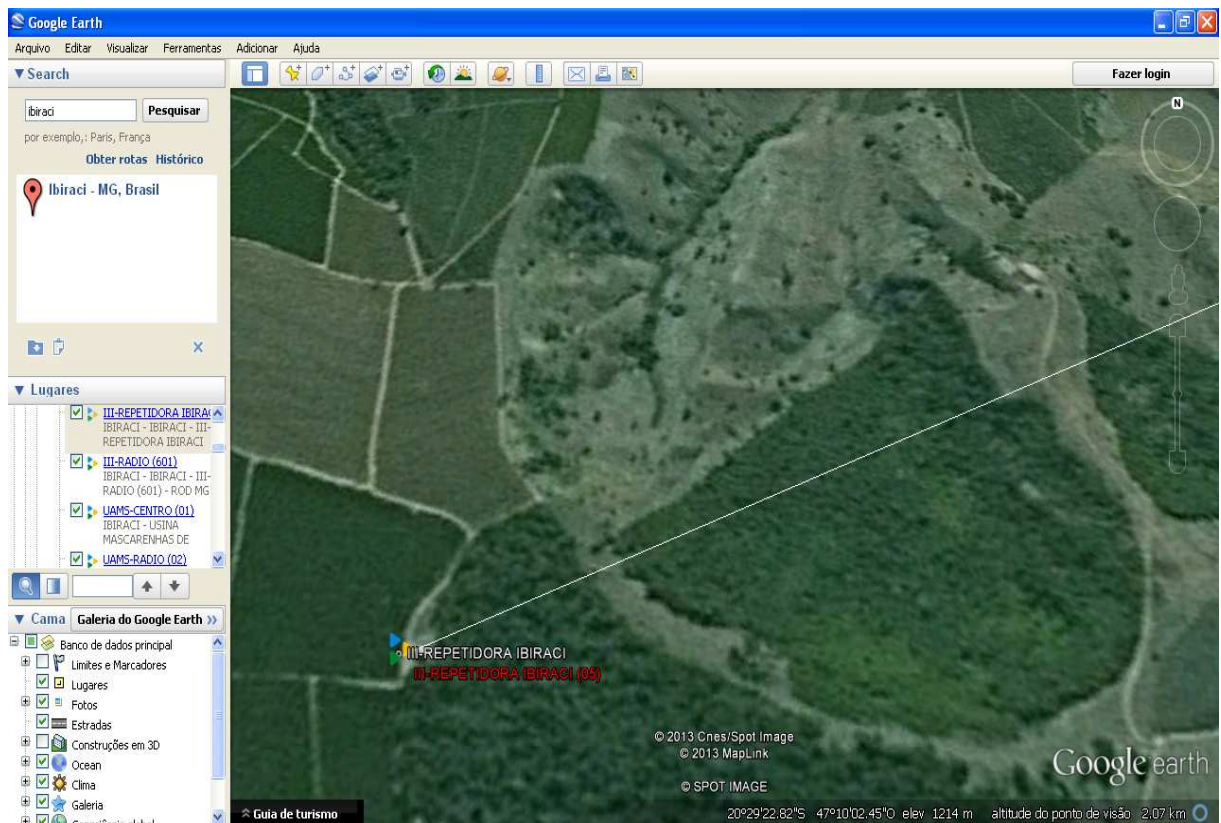 Google Earth
Arquivo Editar Visualizar Ferramentas Adicionar Ajuda
Search
Fazer login
ibiraci Pesquisar
por exemplo,: Paris, França
Obter rotas Histórico
Ibiraci - MG, Brasil
Lugares
III-REPETIDORA IBIRAC
IBIRACI - IBIRACI - III-
REPETIDORA IBIRACI
III-RADIO (601)
IBIRACI - IBIRACI - III-
RADIO (601) - ROD MG
UAMS-CENTRO (01)
IBIRACI - USINA
MASCARENHAS DE
UAMS-RADIO (02)
Cama Galeria do Google Earth »
Banco de dados principal
Limites e Marcadores
Lugares
Fotos
Estradas
Construções em 3D
Ocean
Clima
Galeria
Consciência global
N
III-REPETIDORA IBIRACI
III-REPETIDORA IBIRACI (05)
© 2013 Cnes/Spot Image
© 2013 MapLink
© SPOT IMAGE
Google earth
Guia de turismo
20°29'22.82"S 47°10'02.45"O elev 1214 m altitude do ponto de visão 2.07 km